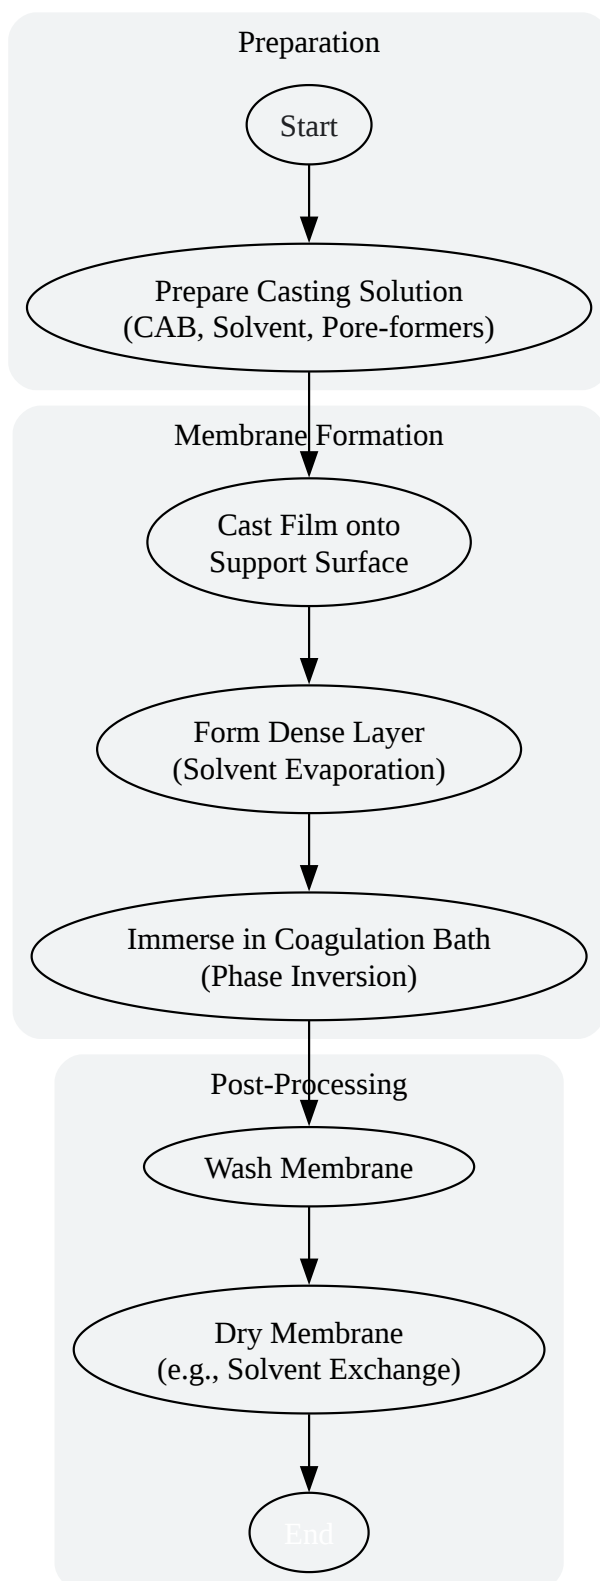 Preparation
Start
Prepare Casting Solution
(CAB, Solvent, Pore-formers)
Membrane Formation
Cast Film onto
Support Surface
Form Dense Layer
(Solvent Evaporation)
Immerse in Coagulation Bath
(Phase Inversion)
Post-Processing
Wash Membrane
Dry Membrane
(e.g., Solvent Exchange)
End